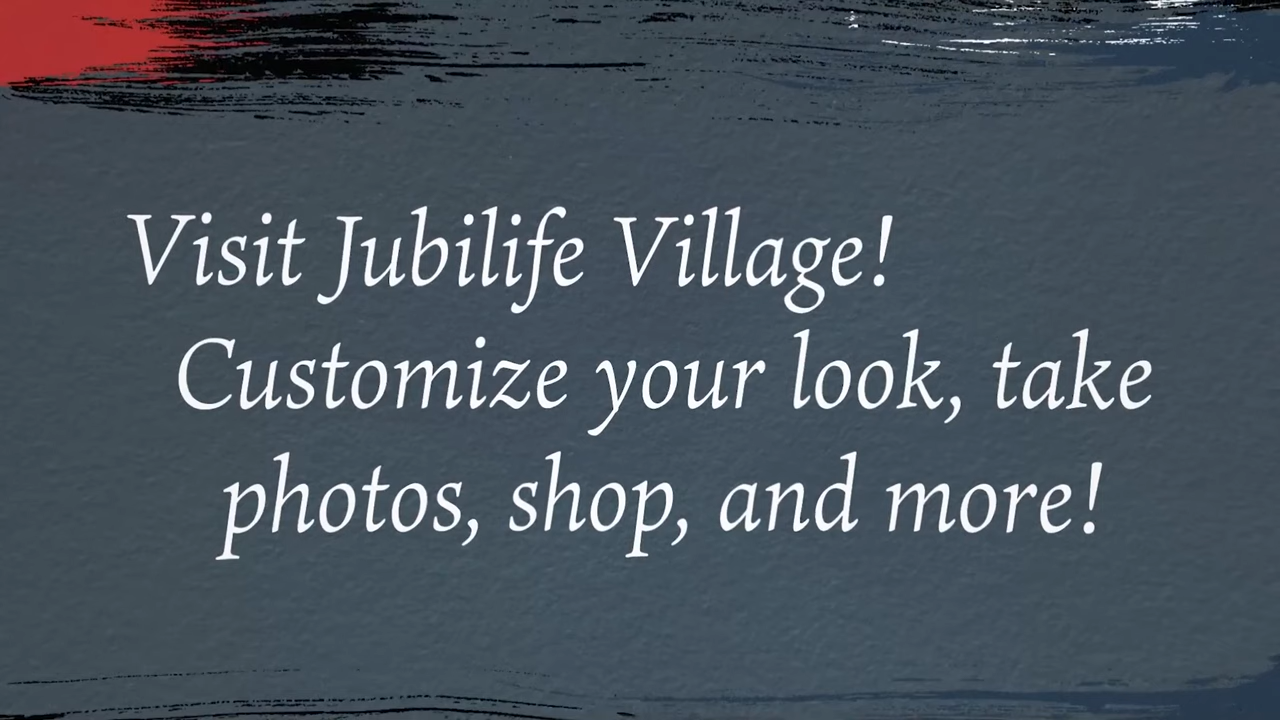 Visit Jubilife Village!
Customize your look, take
photos, shop, and more!